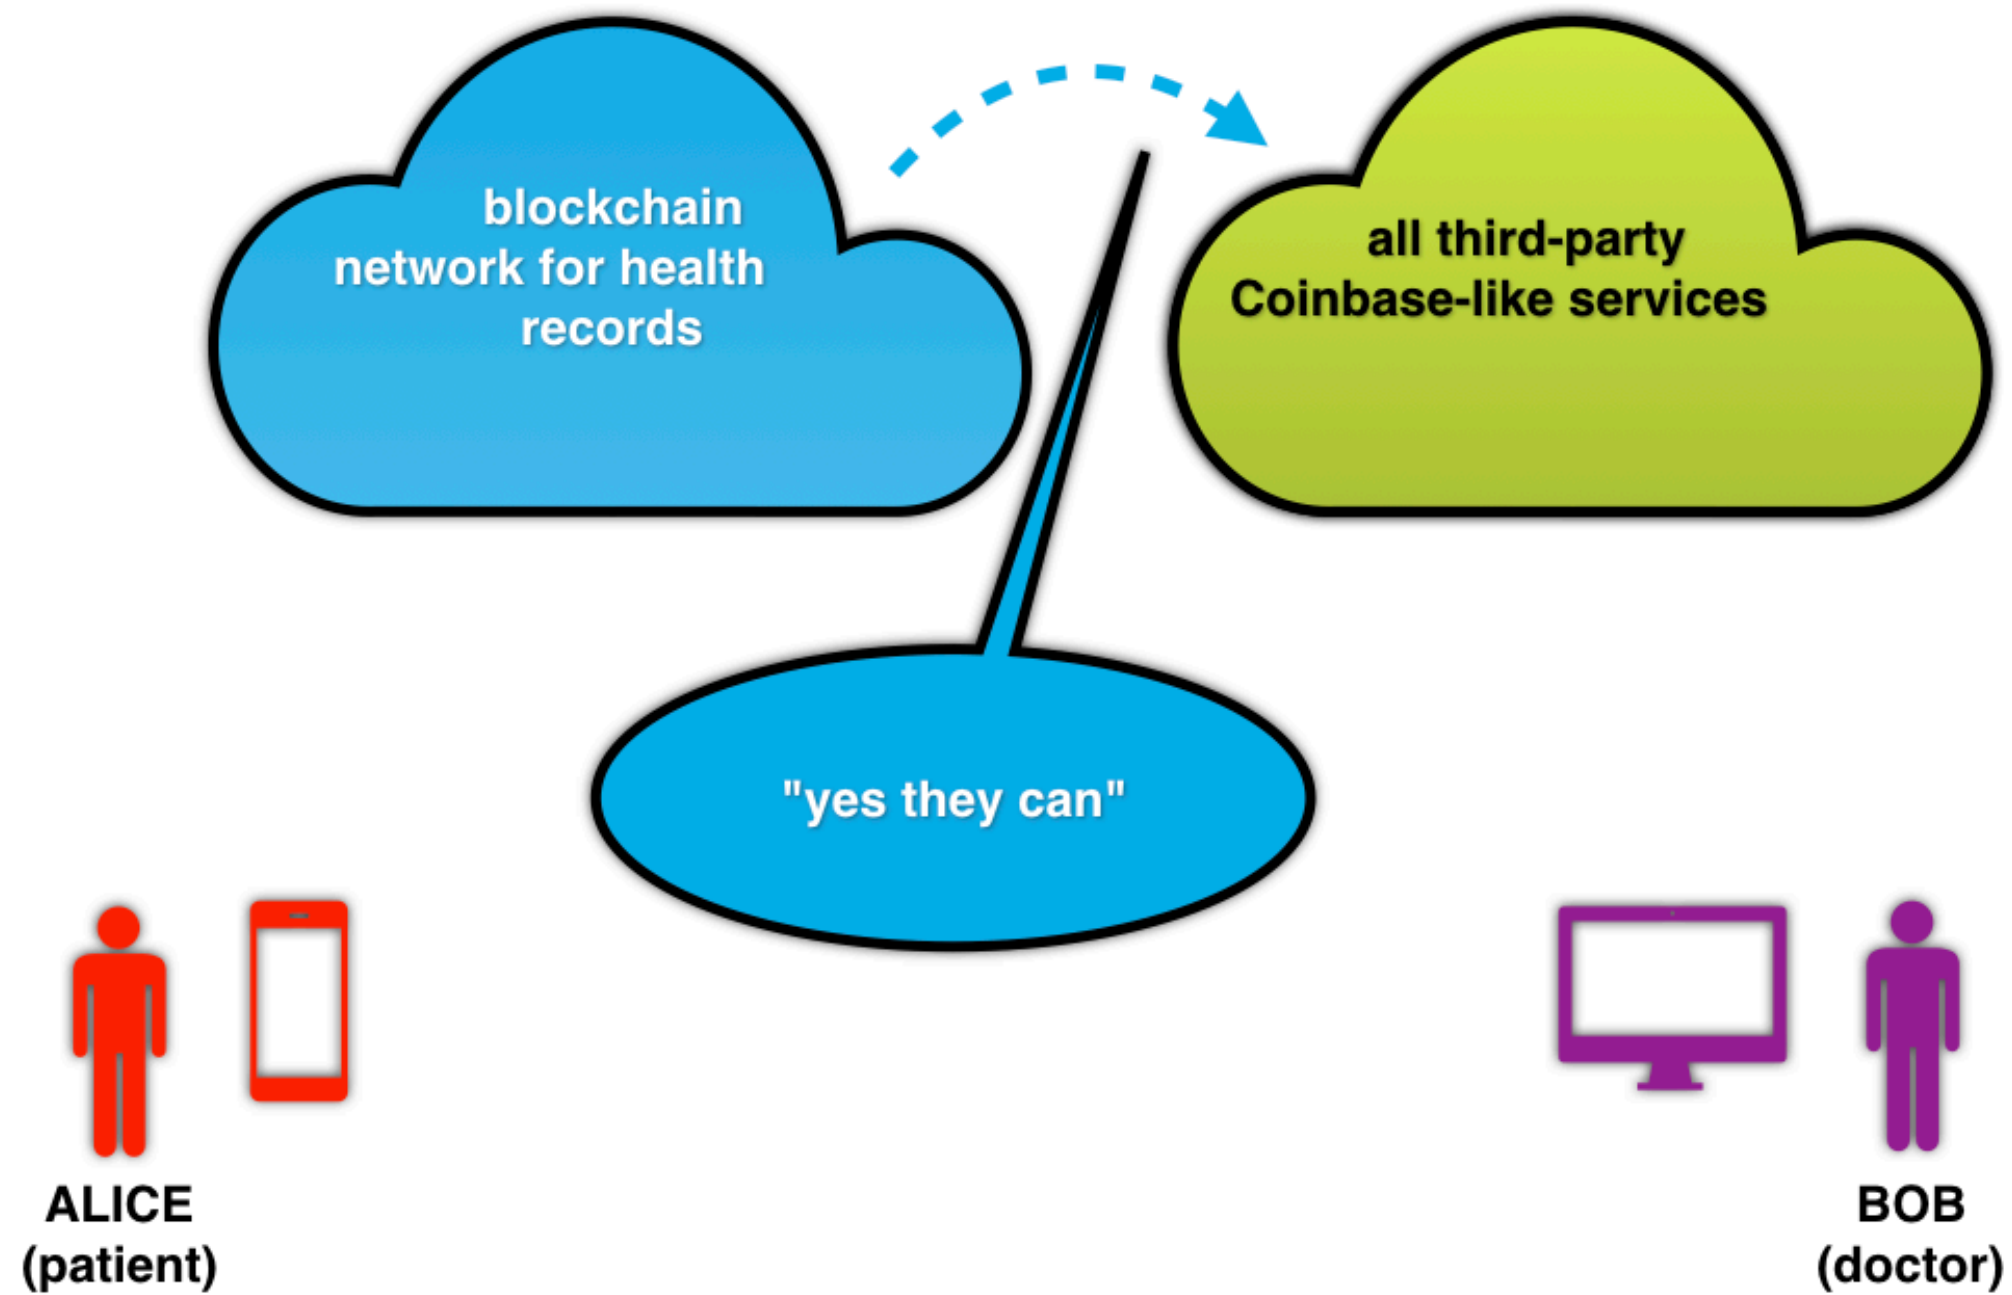 blockchain
network for health
records
all third-party
Coinbase-like services
"yes they can"
ALICE
(patient)
BOB
(doctor)